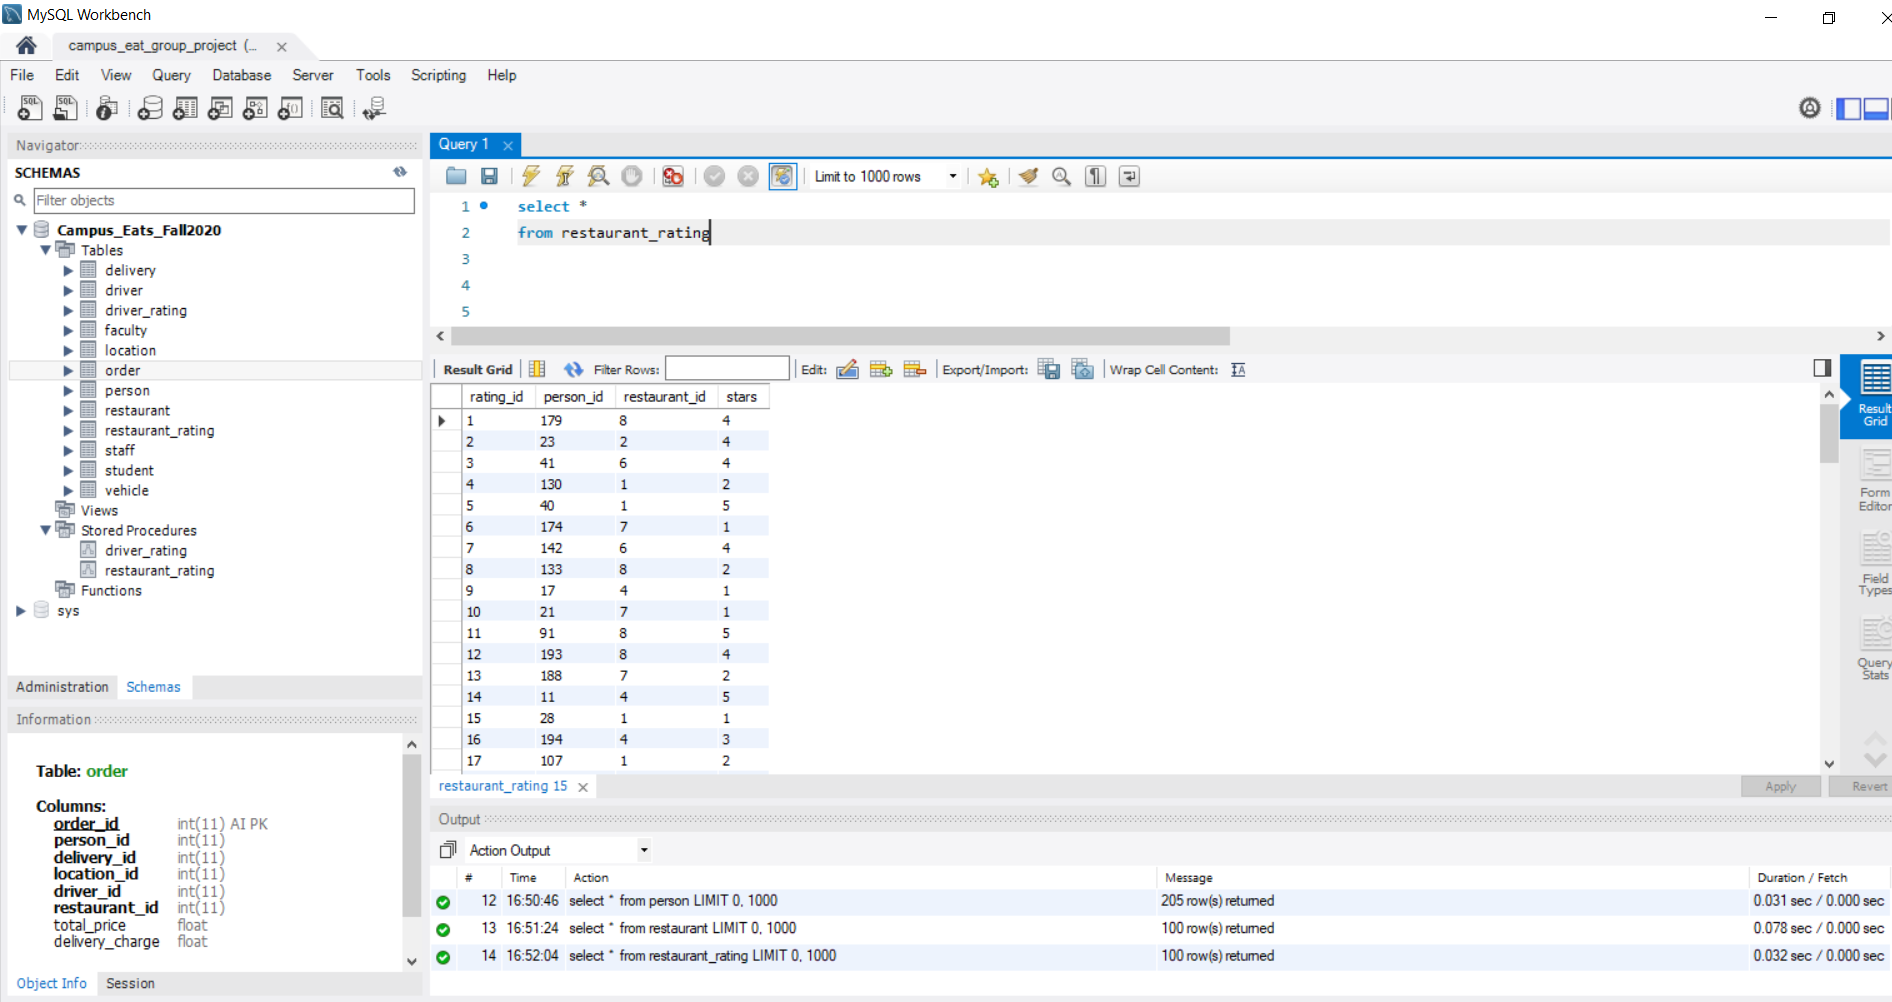 MySQL Workbench
campus_eat_group_project (...
File Edit View Query Database Server Tools Scripting Help
Navigator
SCHEMAS
Filter objects
Campus_Eats_Fall2020
Tables
delivery
driver
driver_rating
faculty
location
order
person
restaurant
restaurant_rating
staff
student
vehicle
Views
Stored Procedures
driver_rating
restaurant_rating
Functions
sys
Administration Schemas
Information
Table: order
Columns:
order_id int(11) AI PK
person_id int(11)
delivery_id int(11)
location_id int(11)
driver_id int(11)
restaurant_id int(11)
total_price float
delivery_charge float
Object Info Session
Query 1
Limit to 1000 rows
1 select *
2 from restaurant_rating
3
4
5
Result Grid Filter Rows: Edit: Export/Import: Wrap Cell Content:
rating_id person_id restaurant_id stars
1 179 8 4
2 23 2 4
3 41 6 4
4 130 1 2
5 40 1 5
6 174 7 1
7 142 6 4
8 133 8 2
9 17 4 1
10 21 7 1
11 91 8 5
12 193 8 4
13 188 7 2
14 11 4 5
15 28 1 1
16 194 4 3
17 107 1 2
Result
Grid
Form
Editor
Field
Types
Query
Stats
restaurant_rating 15
Apply Revert
Output
Action Output
# Time Action Message Duration / Fetch
12 16:50:46 select * from person LIMIT 0, 1000 205 row(s) returned 0.031 sec / 0.000 sec
13 16:51:24 select * from restaurant LIMIT 0, 1000 100 row(s) returned 0.078 sec / 0.000 sec
14 16:52:04 select * from restaurant_rating LIMIT 0, 1000 100 row(s) returned 0.032 sec / 0.000 sec